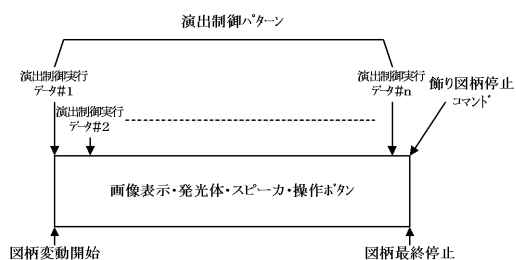 演出制御パターン
演出制御実行
データ#1
演出制御実行
データ#n
飾り図柄停止
コマンド
演出制御実行
データ#2
画像表示・発光体・スピーカ・操作ボタン
図柄変動開始
図柄最終停止